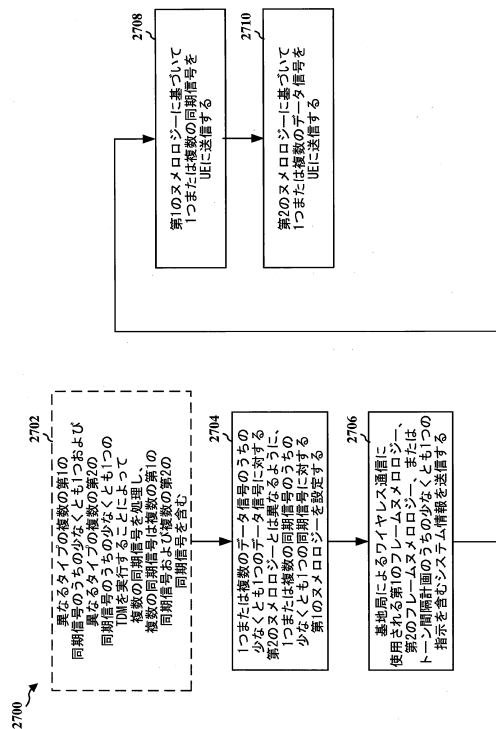 2700
2702
異なるタイプの複数の第1の
同期信号のうちの少なくとも1つおよび
異なるタイプの複数の第2の
同期信号のうちの少なくとも1つの
TDMを実行することによって
複数の同期信号を処理し、
複数の同期信号は複数の第1の
同期信号および複数の第2の
同期信号を含む
2704
1つまたは複数のデータ信号のうちの
少なくとも1つのデータ信号に対する
第2のヌメロロジーとは異なるように、
1つまたは複数の同期信号のうちの
少なくとも1つの同期信号に対する
第1のヌメロロジーを設定する
2706
基地局によるワイヤレス通信に
使用される第1のフレームヌメロロジー、
第2のフレームヌメロロジー、または
トーン間隔計画のうちの少なくとも1つの
指示を含むシステム情報を送信する
2708
第1のヌメロロジーに基づいて
1つまたは複数の同期信号を
UEに送信する
2710
第2のヌメロロジーに基づいて
1つまたは複数のデータ信号を
UEに送信する